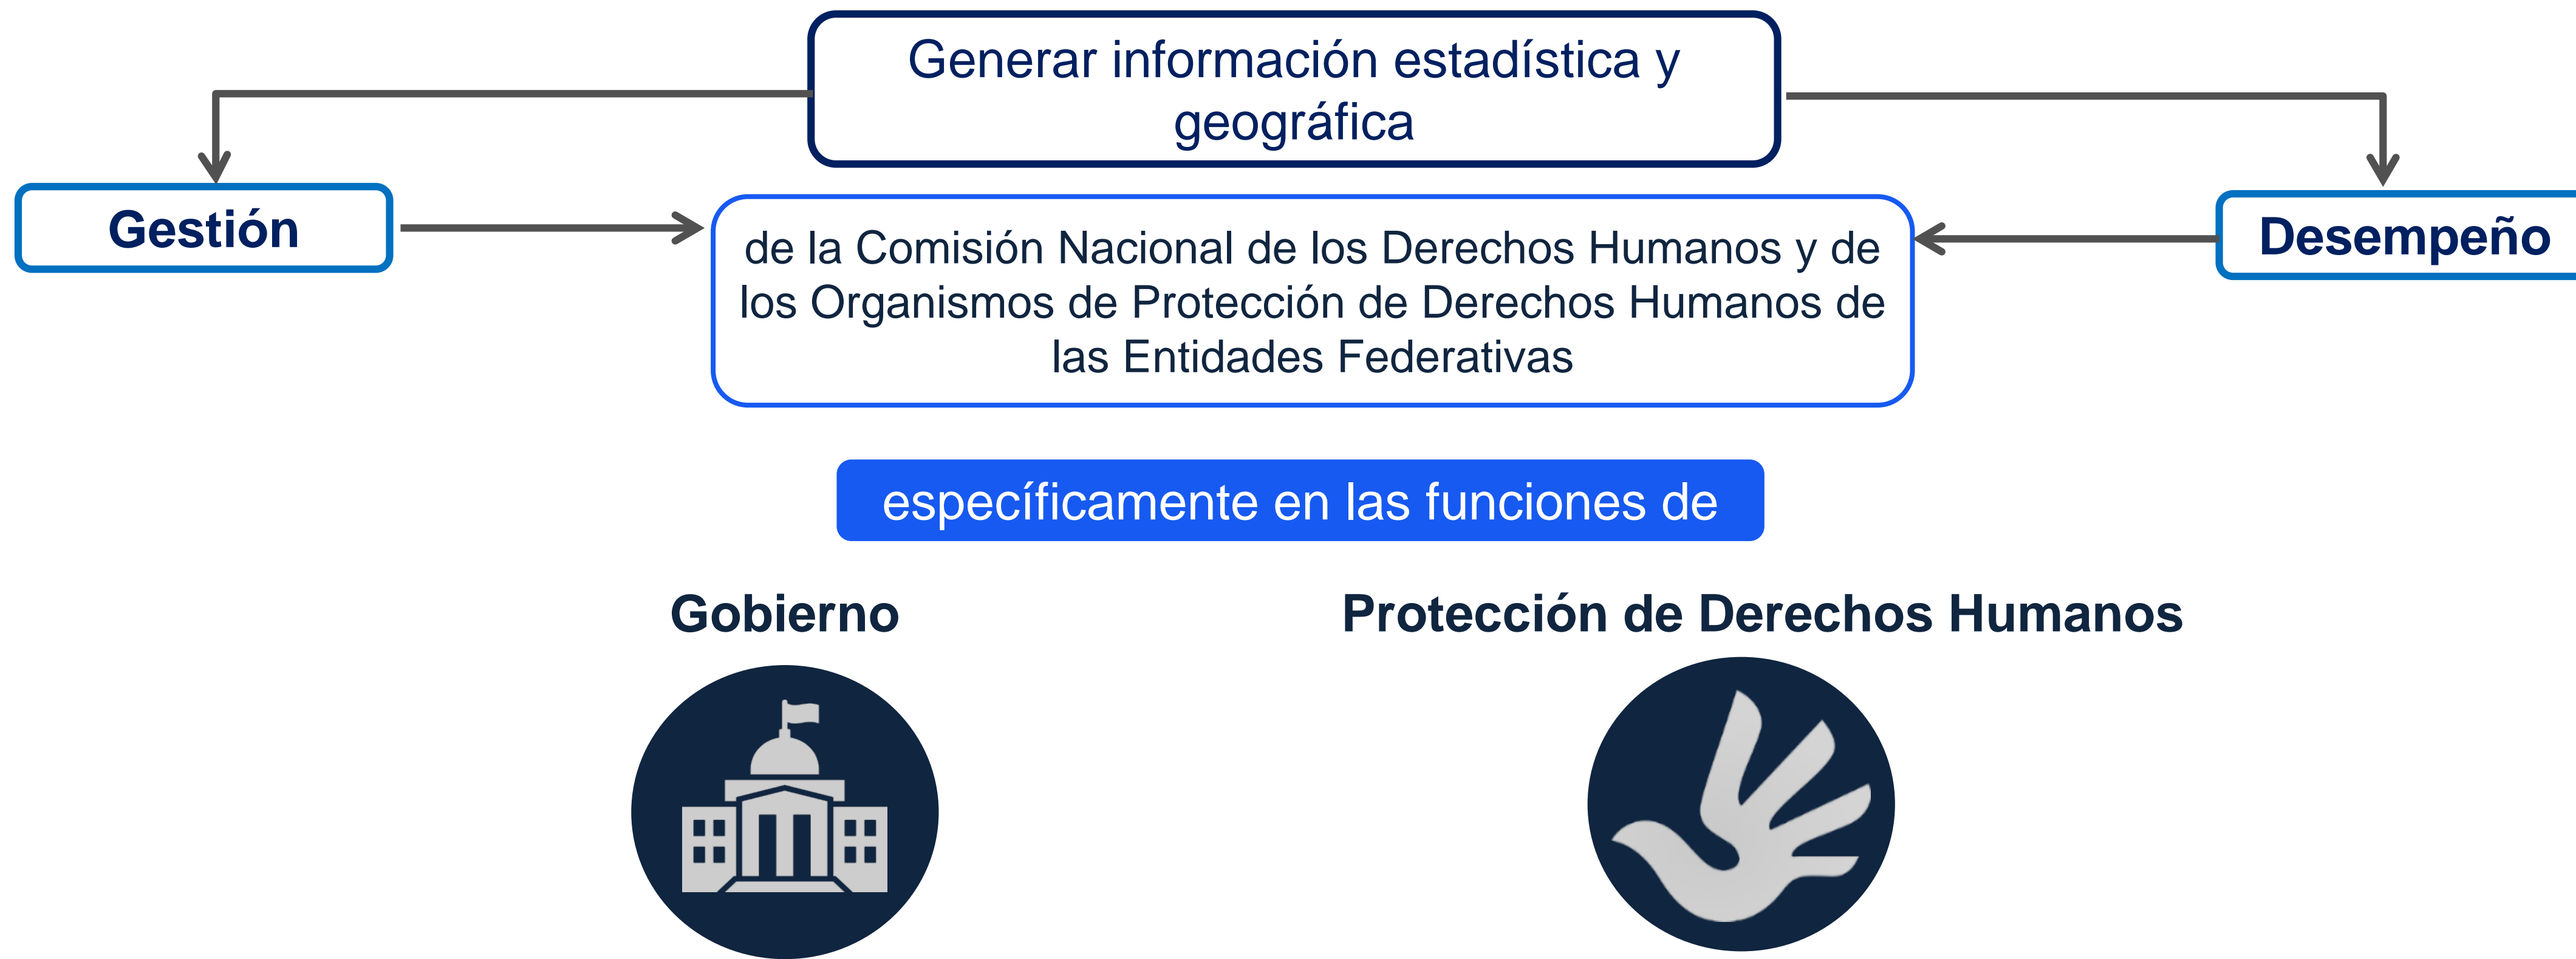 Generar información estadística y
geográfica
Gestión
Desempeño
de la Comisión Nacional de los Derechos Humanos y de
los Organismos de Protección de Derechos Humanos de
las Entidades Federativas
específicamente en las funciones de
Gobierno
Protección de Derechos Humanos